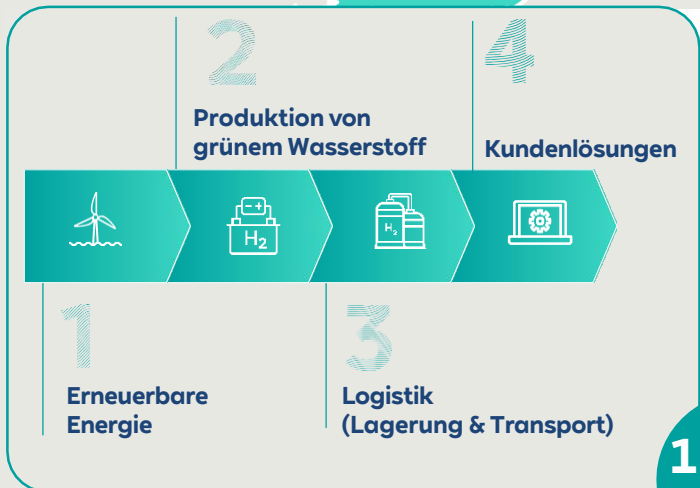 2
Produktion von
grünem Wasserstoff
4
Kundenlösungen
H₂
H₂
1
Erneuerbare
Energie
3
Logistik
(Lagerung & Transport)
1